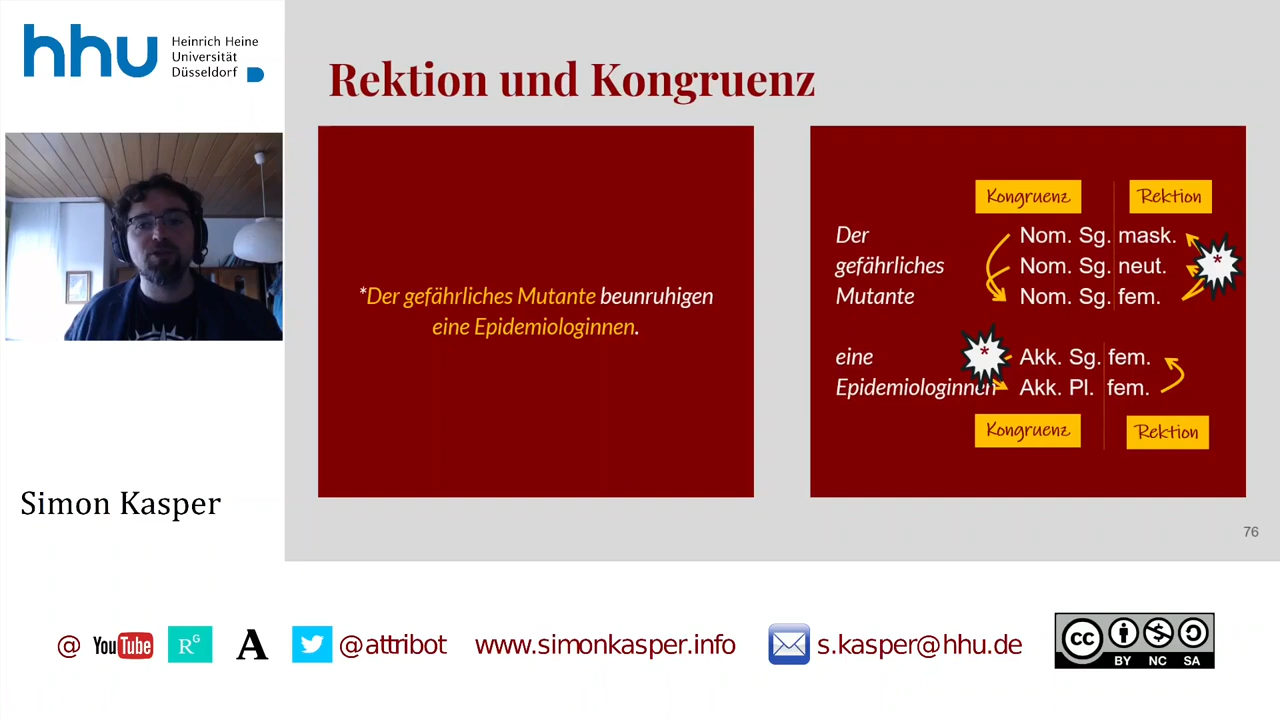 hhu
Heinrich Heine
Universität
Düsseldorf
Rektion und Kongruenz
*Der gefährliches Mutante beunruhigen
eine Epidemiologinnen.
Kongruenz
Rektion
Der Nom. Sg. mask.
gefährliches Nom. Sg. neut.
Mutante Nom. Sg. fem.
*
eine Akk. Sg. fem.
*
Epidemiologinnen Akk. Pl. fem.
Kongruenz
Rektion
76
Simon Kasper
@ YouTube RG A @attribot www.simonkasper.info s.kasper@hhu.de
cc
BY NC SA